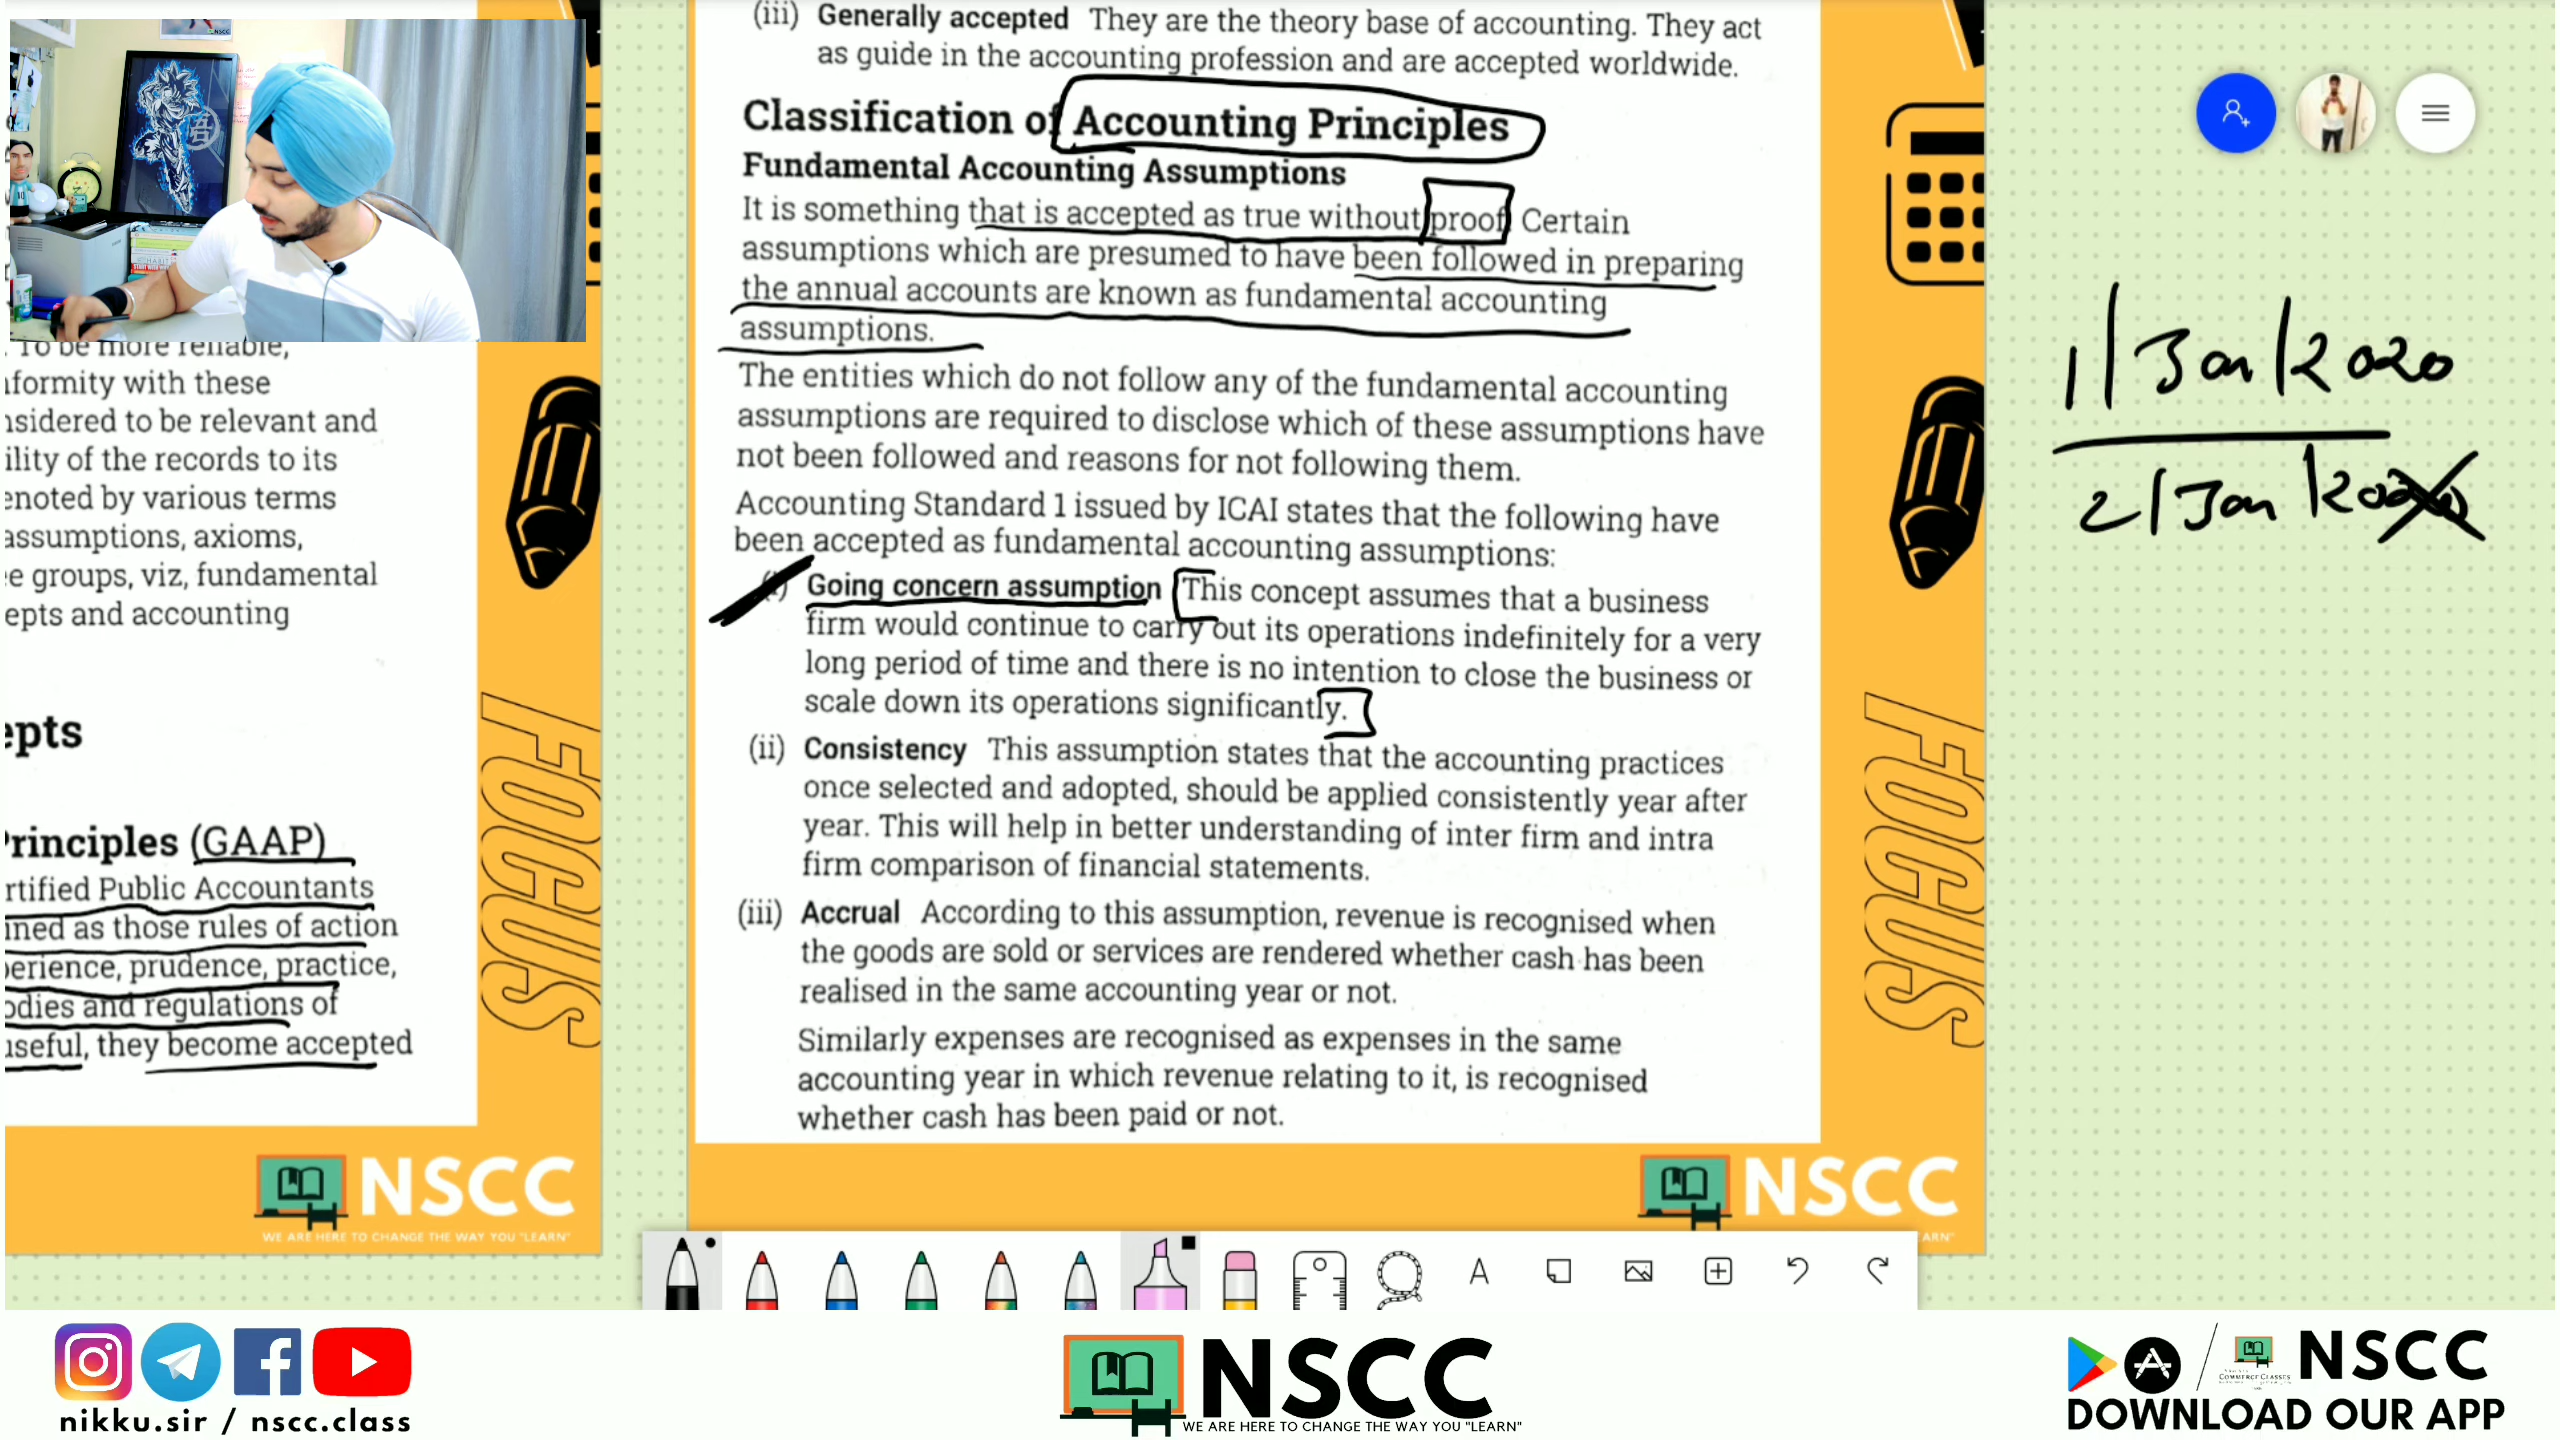 NSCC
(iii) Generally accepted They are the theory base of accounting. They act
as guide in the accounting profession and are accepted worldwide.
Classification of Accounting Principles
Fundamental Accounting Assumptions
It is something that is accepted as true without proof. Certain
assumptions which are presumed to have been followed in preparing
the annual accounts are known as fundamental accounting
assumptions.
The entities which do not follow any of the fundamental accounting
assumptions are required to disclose which of these assumptions have
not been followed and reasons for not following them.
Accounting Standard 1 issued by ICAI states that the following have
been accepted as fundamental accounting assumptions:
(i) Going concern assumption This concept assumes that a business
firm would continue to carry out its operations indefinitely for a very
long period of time and there is no intention to close the business or
scale down its operations significantly.
(ii) Consistency This assumption states that the accounting practices
once selected and adopted, should be applied consistently year after
year. This will help in better understanding of inter firm and intra
firm comparison of financial statements.
(iii) Accrual According to this assumption, revenue is recognised when
the goods are sold or services are rendered whether cash has been
realised in the same accounting year or not.
Similarly expenses are recognised as expenses in the same
accounting year in which revenue relating to it, is recognised
whether cash has been paid or not.
To be more reliable,
nformity with these
nsidered to be relevant and
ility of the records to its
enoted by various terms
assumptions, axioms,
e groups, viz, fundamental
epts and accounting
epts
rinciples (GAAP)
rtified Public Accountants
ined as those rules of action
perience, prudence, practice,
odies and regulations of
useful, they become accepted
FOCUS
FOCUS
1/Jan/2020
2/Jan/20
NSCC
WE ARE HERE TO CHANGE THE WAY YOU "LEARN"
NSCC
ARN"
A
nikku.sir / nscc.class
NSCC
WE ARE HERE TO CHANGE THE WAY YOU "LEARN"
COMMERCE CLASSES
NSCC
DOWNLOAD OUR APP